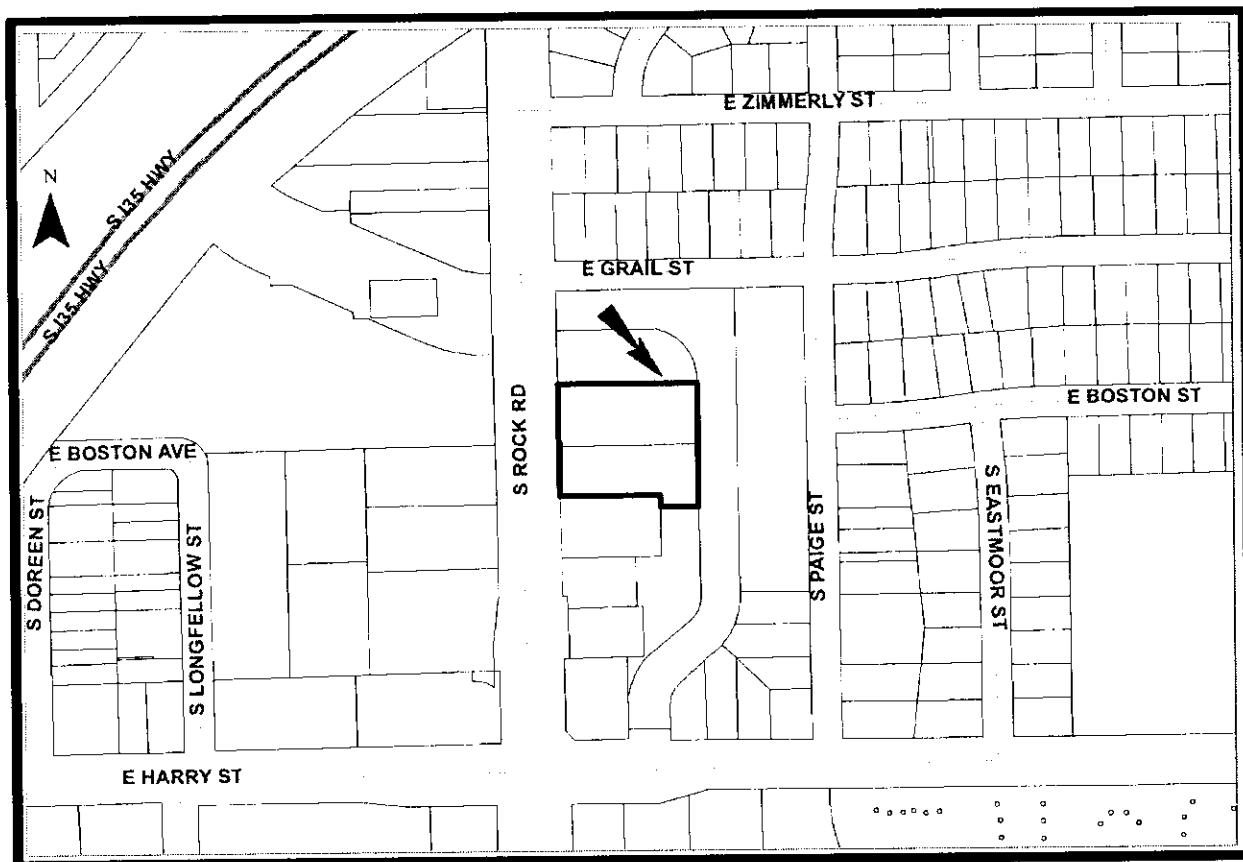 E ZIMMERLY ST
N
S I35 HWY
S I35 HWY
E GRAIL ST
S ROCK RD
E BOSTON ST
E BOSTON AVE
S DOREEN ST
S LONGFELLOW ST
S PAIGE ST
S EASTMOOR ST
E HARRY ST